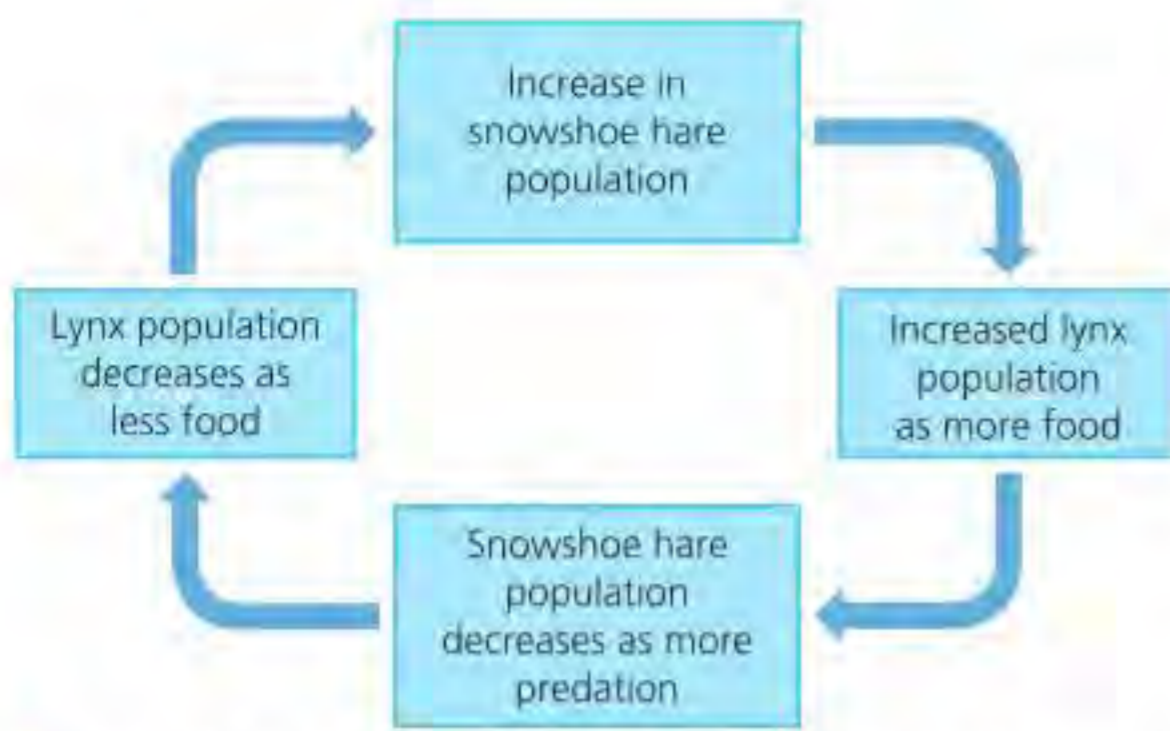 Increase in
snowshoe hare
population
Increased lynx
population
as more food
Snowshoe hare
population
decreases as more
predation
Lynx population
decreases as
less food